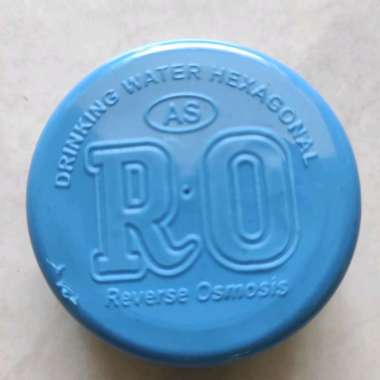 DRINKING WATER HEXAGONAL
AS
R.O
Reverse Osmosis